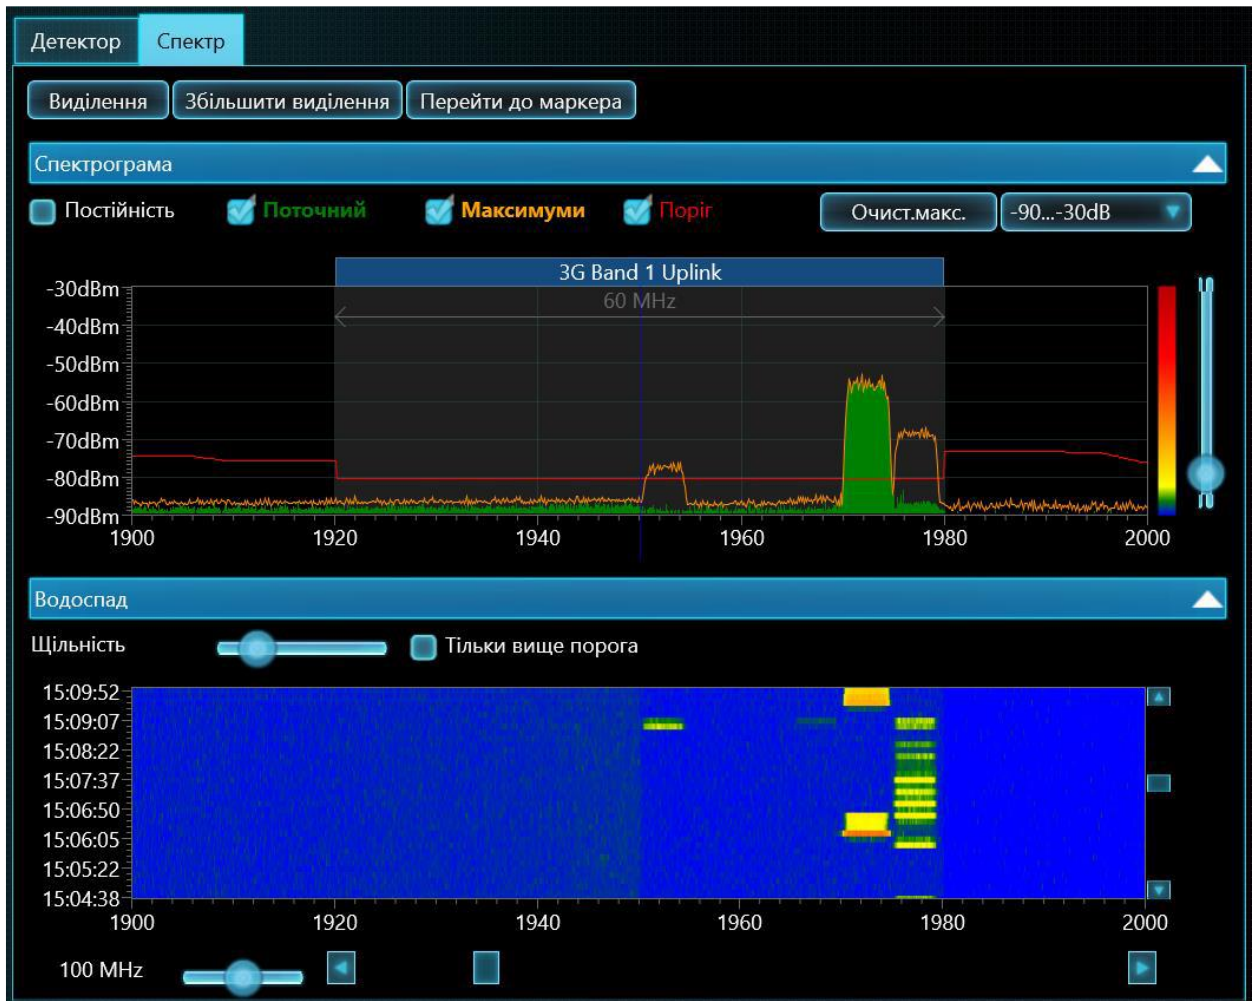 Детектор Спектр
Виділення Збільшити виділення Перейти до маркера
Спектрограма
Постійність Поточний Максимуми Поріг Очист.макс. -90...-30dB
3G Band 1 Uplink
60 MHz
-30dBm
-40dBm
-50dBm
-60dBm
-70dBm
-80dBm
-90dBm
1900 1920 1940 1960 1980 2000
Водоспад
Щільність Тільки вище порога
15:09:52
15:09:07
15:08:22
15:07:37
15:06:50
15:06:05
15:05:22
15:04:38
1900 1920 1940 1960 1980 2000
100 MHz